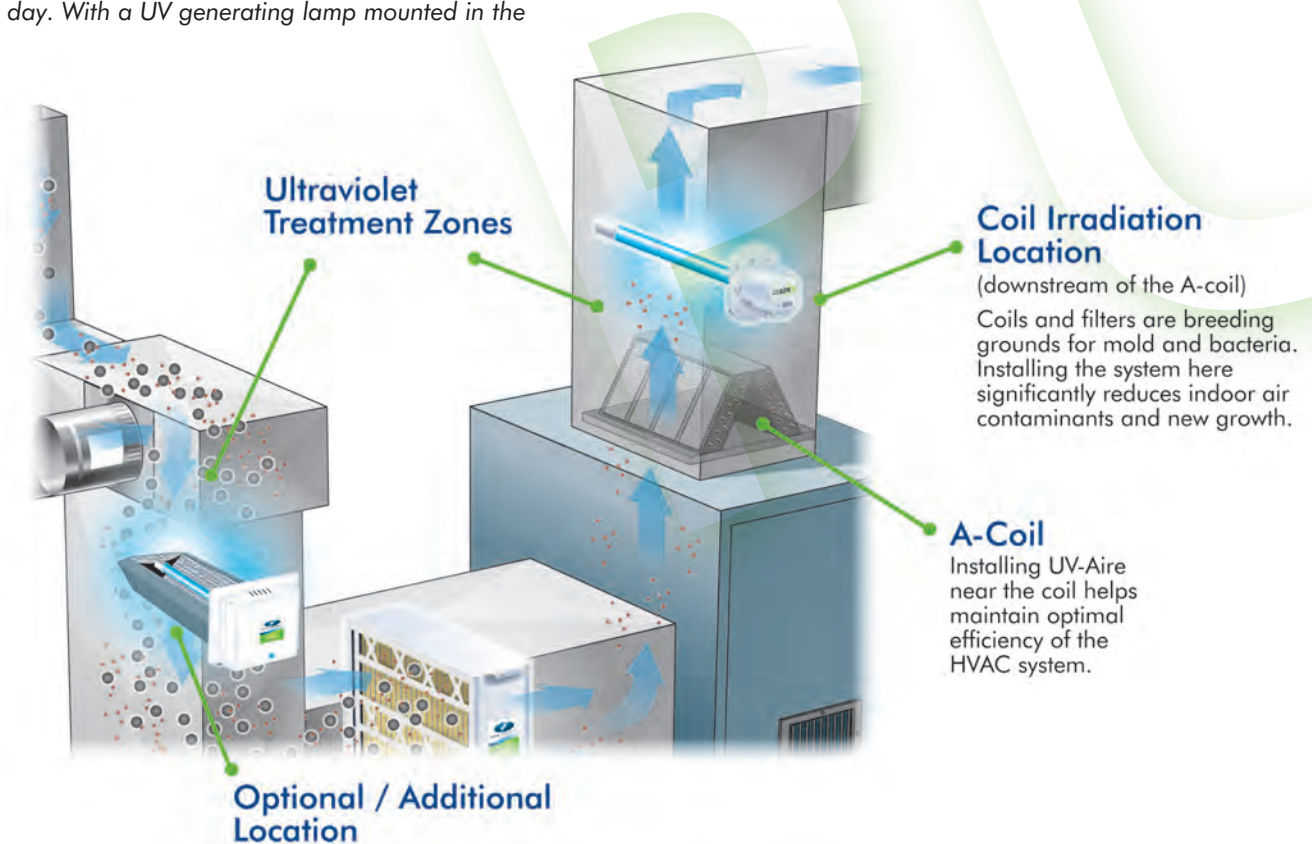 day. With a UV generating lamp mounted in the
Ultraviolet
Treatment Zones
Coil Irradiation
Location
(downstream of the A-coil)
Coils and filters are breeding
grounds for mold and bacteria.
Installing the system here
significantly reduces indoor air
contaminants and new growth.
A-Coil
Installing UV-Aire
near the coil helps
maintain optimal
efficiency of the
HVAC system.
Optional / Additional
Location